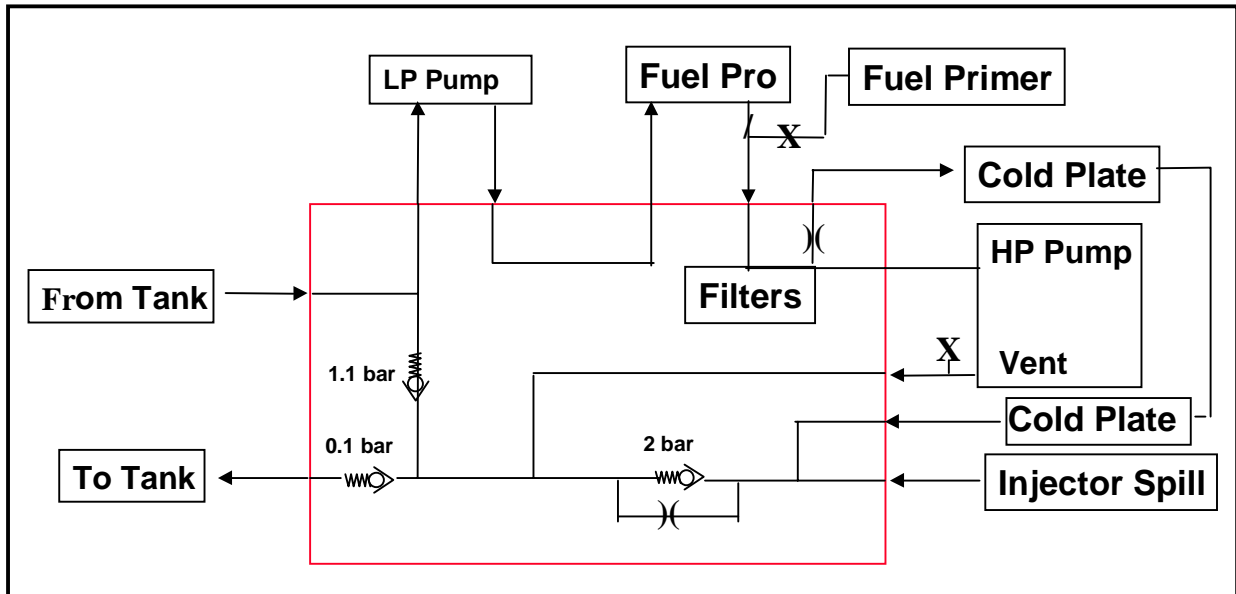 LP Pump
Fuel Pro
Fuel Primer
X
Cold Plate
HP Pump
From Tank
Filters
X
1.1 bar
Vent
Cold Plate
0.1 bar
2 bar
To Tank
Injector Spill